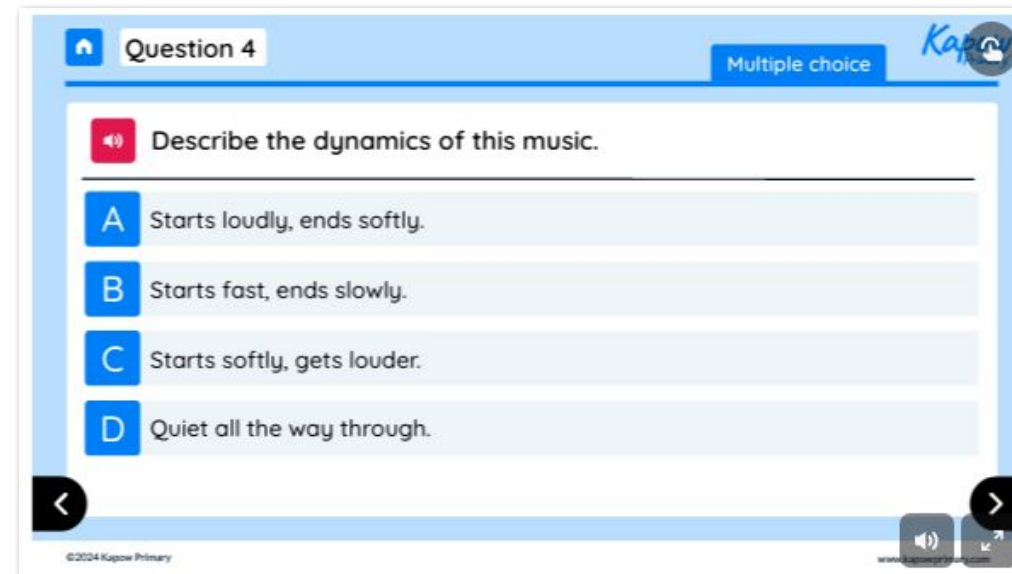 Question 4
Multiple choice
Describe the dynamics of this music.
A Starts loudly, ends softly.
B Starts fast, ends slowly.
C Starts softly, gets louder.
D Quiet all the way through.
©2024 Kapow Primary